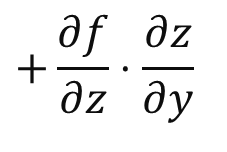 + ∂f/∂z · ∂z/∂y